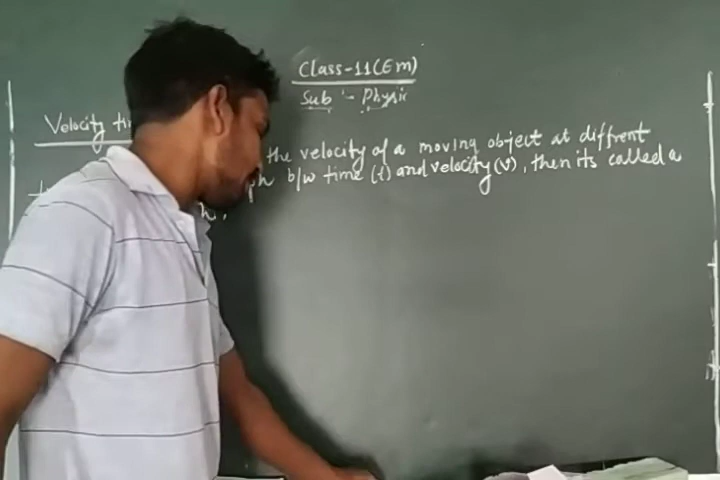 Class-11(Em)
Sub - Physic
Velocity
the velocity of a moving object at diffrent
b/w time (t) and velocity (v), then its called a